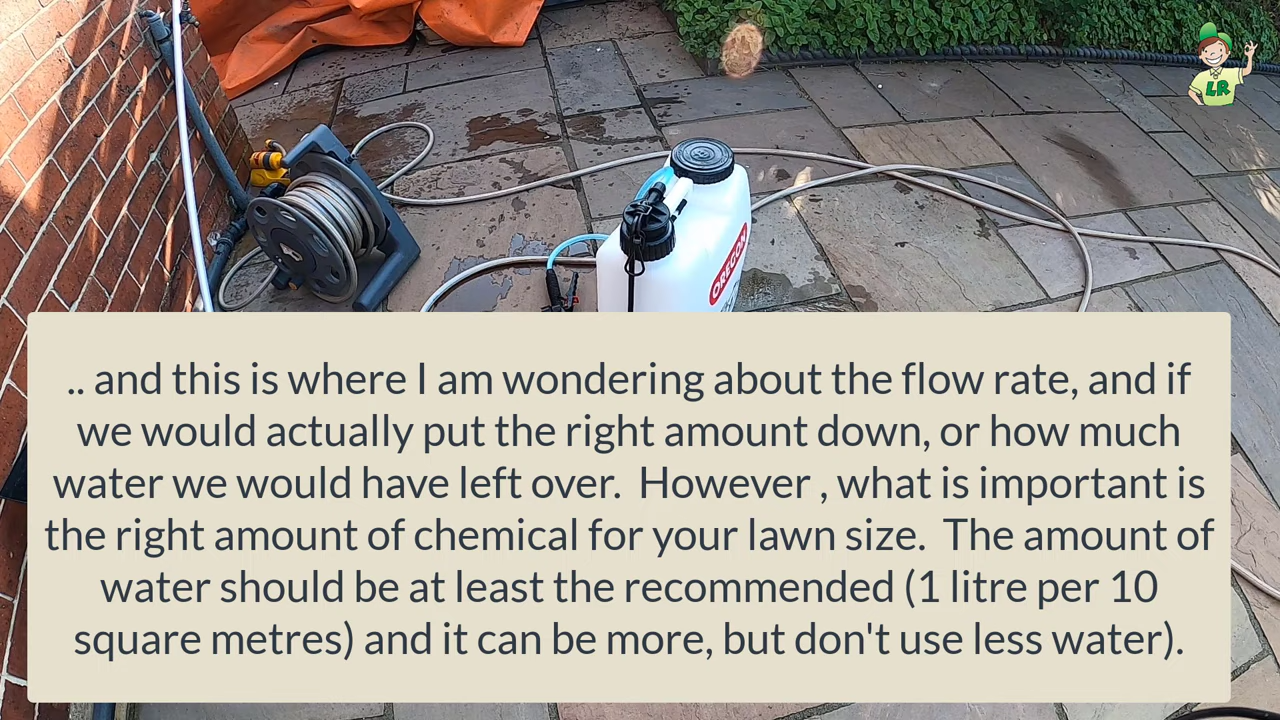 LR
OREGON
.. and this is where I am wondering about the flow rate, and if
we would actually put the right amount down, or how much
water we would have left over.  However , what is important is
the right amount of chemical for your lawn size.  The amount of
water should be at least the recommended (1 litre per 10
square metres) and it can be more, but don't use less water).